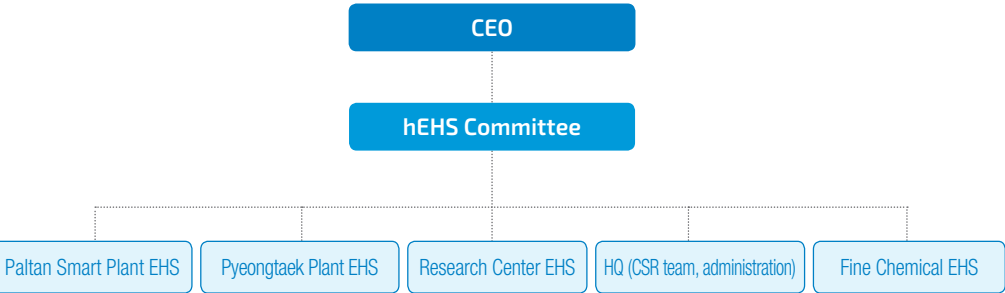 CEO
hEHS Committee
Paltan Smart Plant EHS
Pyeongtaek Plant EHS
Research Center EHS
HQ (CSR team, administration)
Fine Chemical EHS